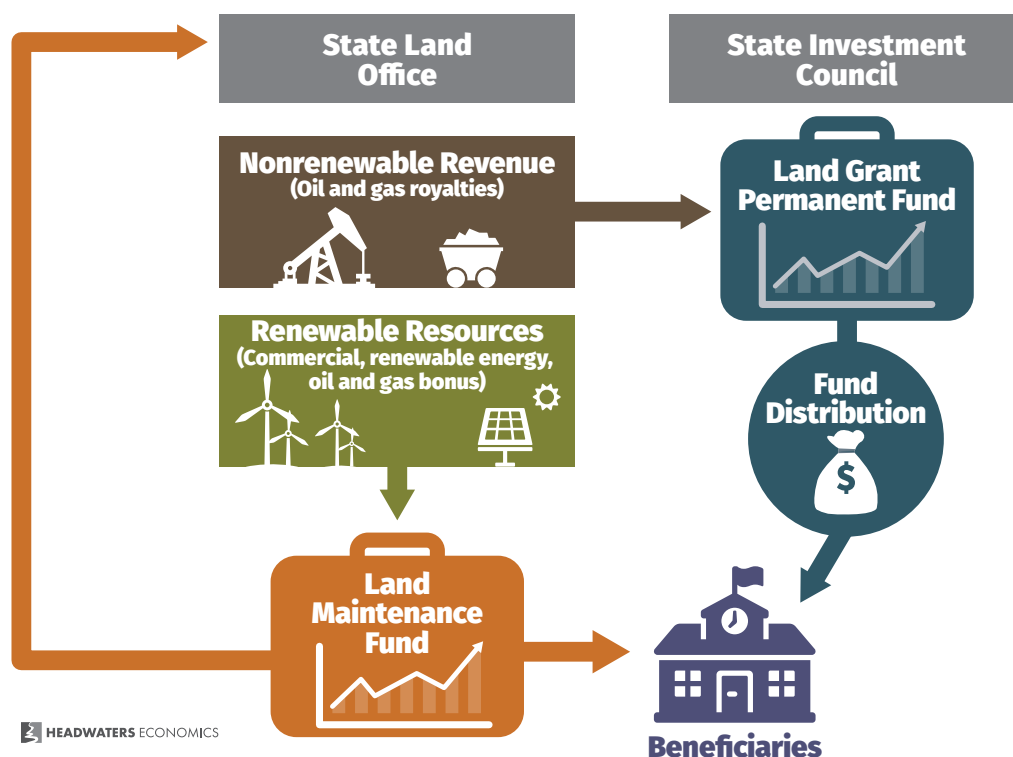 State Land
Office
State Investment
Council
Nonrenewable Revenue
(Oil and gas royalties)
Land Grant
Permanent Fund
Renewable Resources
(Commercial, renewable energy,
oil and gas bonus)
Fund
Distribution
$
Land
Maintenance
Fund
Beneficiaries
HEADWATERS ECONOMICS